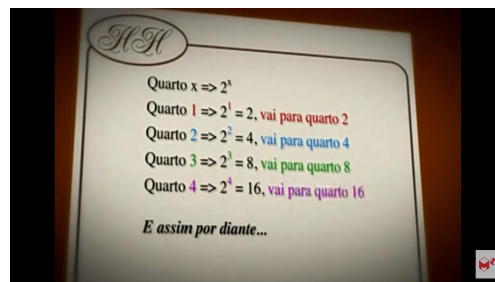 HH
Quarto x => 2ˣ
Quarto 1 => 2¹ = 2, vai para quarto 2
Quarto 2 => 2² = 4, vai para quarto 4
Quarto 3 => 2³ = 8, vai para quarto 8
Quarto 4 => 2⁴ = 16, vai para quarto 16
E assim por diante...